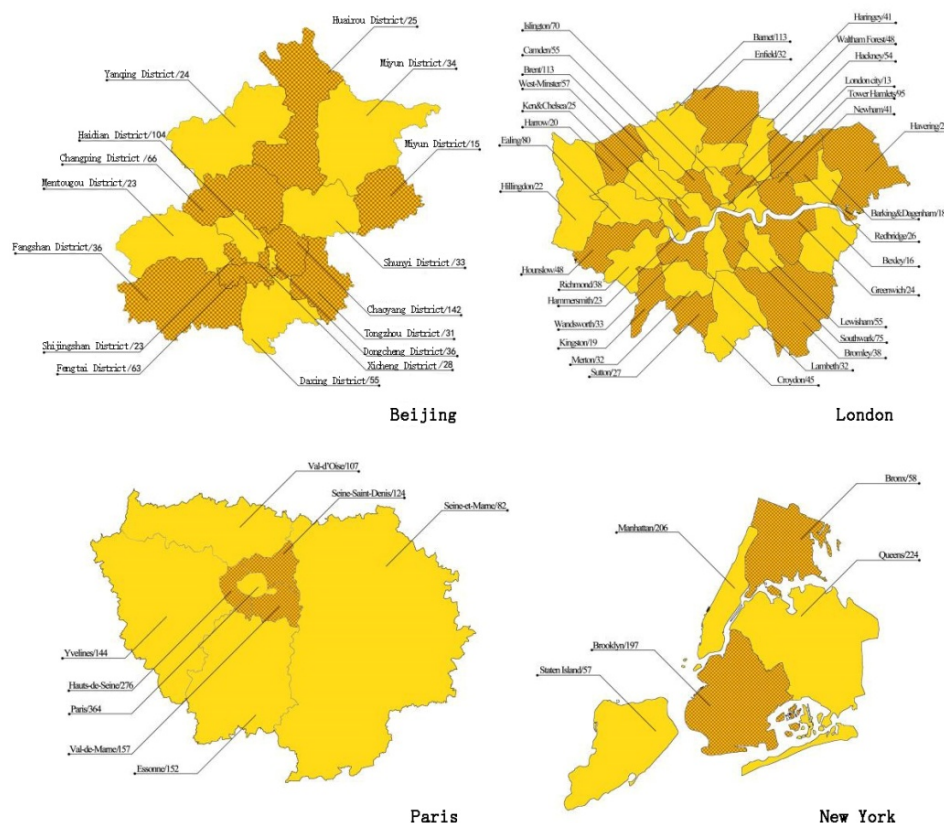 Huairou District/25
Miyun District/34
Yanqing District/24
Haidian District/104
Miyun District/15
Changping District /66
Mentougou District/23
Fangshan District/36
Shunyi District/33
Chaoyang District/142
Tongzhou District/31
Shijingshan District/23
Dongcheng District/36
Xicheng District/28
Fengtai District/63
Daxing District/55
Beijing
Islington/70
Haringey/41
Camden/55
Barnet/113
Waltham Forest/48
Enfield/32
Hackney/54
Brent/113
West-Minster/57
London city/13
Tower Hamlets/95
Ken&Chelsea/25
Newham/41
Harrow/20
Ealing/80
Hillingdon/22
Barking&Dagenham/18
Redbridge/26
Bexley/16
Hounslow/48
Richmond/38
Greenwich/24
Hammersmith/23
Wandsworth/33
Lewisham/55
Kingston/19
Southwark/75
Merton/32
Bromley/38
Sutton/27
Lambeth/32
Croydon/45
London
Val-d'Oise/107
Seine-Saint-Denis/124
Seine-et-Marne/82
Yvelines/144
Hauts-de-Seine/276
Paris/364
Val-de-Marne/157
Essonne/152
Paris
Bronx/58
Manhattan/206
Queens/224
Brooklyn/197
Staten Island/57
New York